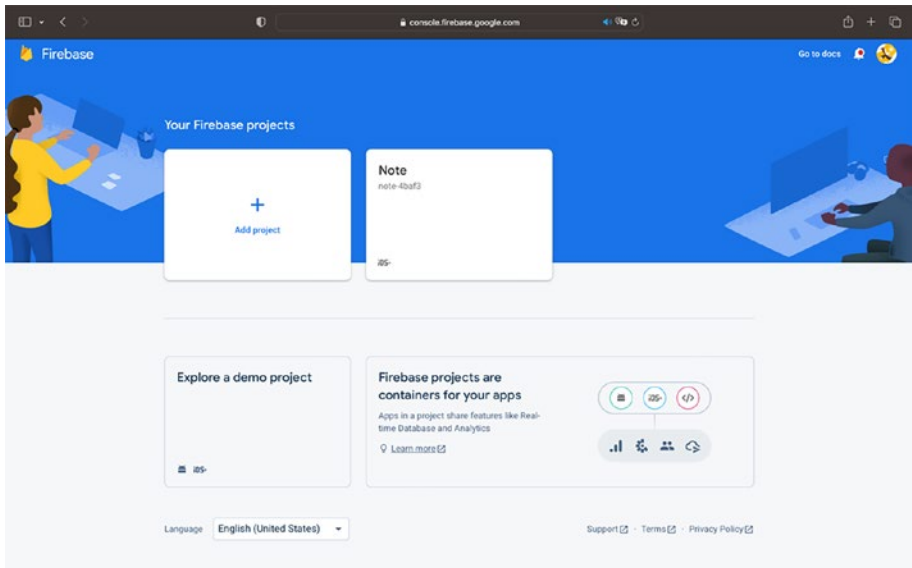 console.firebase.google.com
Firebase
Go to docs
Your Firebase projects
Add project
Note
note-4baf3
iOS+
Explore a demo project
iOS+
Firebase projects are
containers for your apps
Apps in a project share features like Real-
time Database and Analytics
Learn more
iOS+
</>
Language
English (United States)
Support · Terms · Privacy Policy